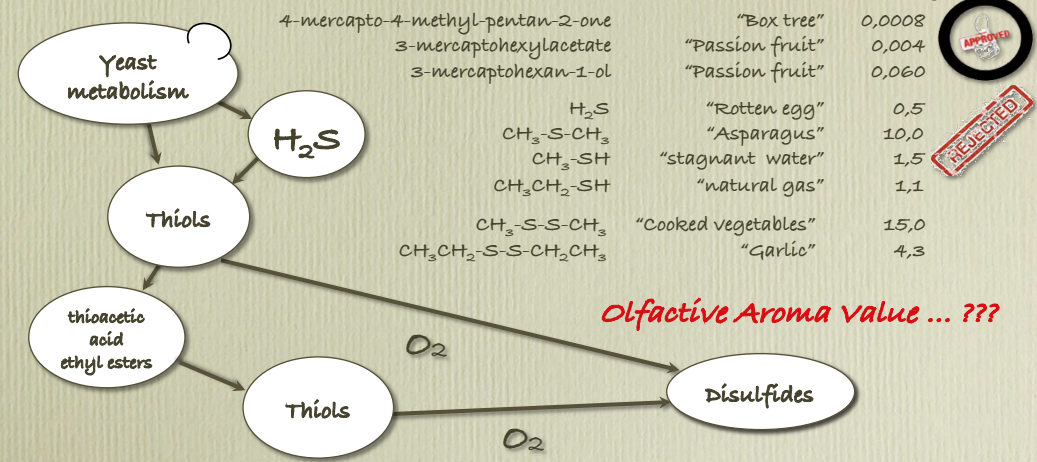 4-mercapto-4-methyl-pentan-2-one “Box tree” 0,0008
3-mercaptohexylacetate “Passion fruit” 0,004
3-mercaptohexan-1-ol “Passion fruit” 0,060
APPROVED
H₂S “Rotten egg” 0,5
CH₃-S-CH₃ “Asparagus” 10,0
CH₃-SH “stagnant water” 1,5
CH₃CH₂-SH “natural gas” 1,1
REJECTED
CH₃-S-S-CH₃ “Cooked vegetables” 15,0
CH₃CH₂-S-S-CH₂CH₃ “Garlic” 4,3
Yeast
metabolism
H₂S
Thiols
thioacetic
acid
ethyl esters
Olfactive Aroma Value ... ???
O₂
Thiols
Disulfides
O₂